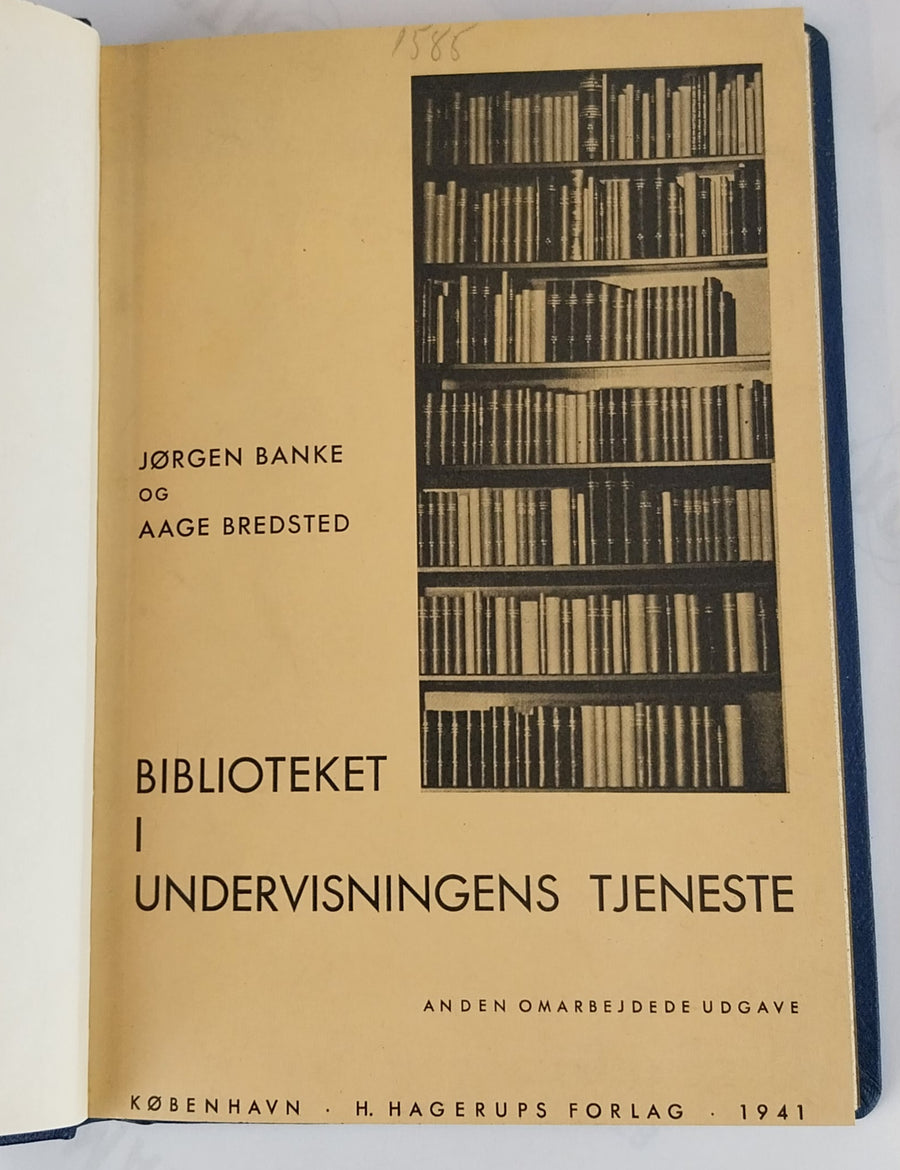 1585
JØRGEN BANKE
OG
AAGE BREDSTED
BIBLIOTEKET
I
UNDERVISNINGENS TJENESTE
ANDEN OMARBEJDEDE UDGAVE
KØBENHAVN · H. HAGERUPS FORLAG · 1941